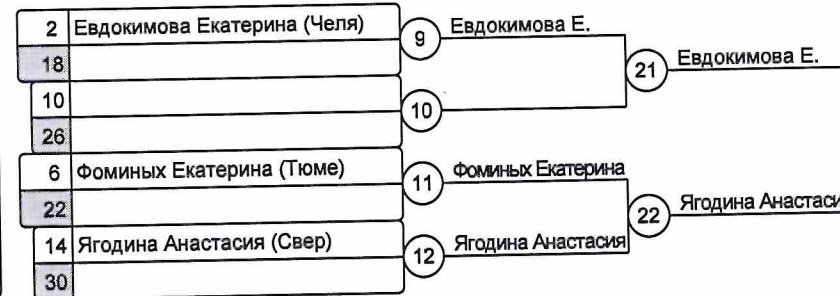 2 Евдокимова Екатерина (Челя) 9 Евдокимова Е.
18
21 Евдокимова Е.
10
10
26
6 Фоминых Екатерина (Тюме) 11 Фоминых Екатерина
22
22 Ягодина Анастаси
14 Ягодина Анастасия (Свер) 12 Ягодина Анастасия
30